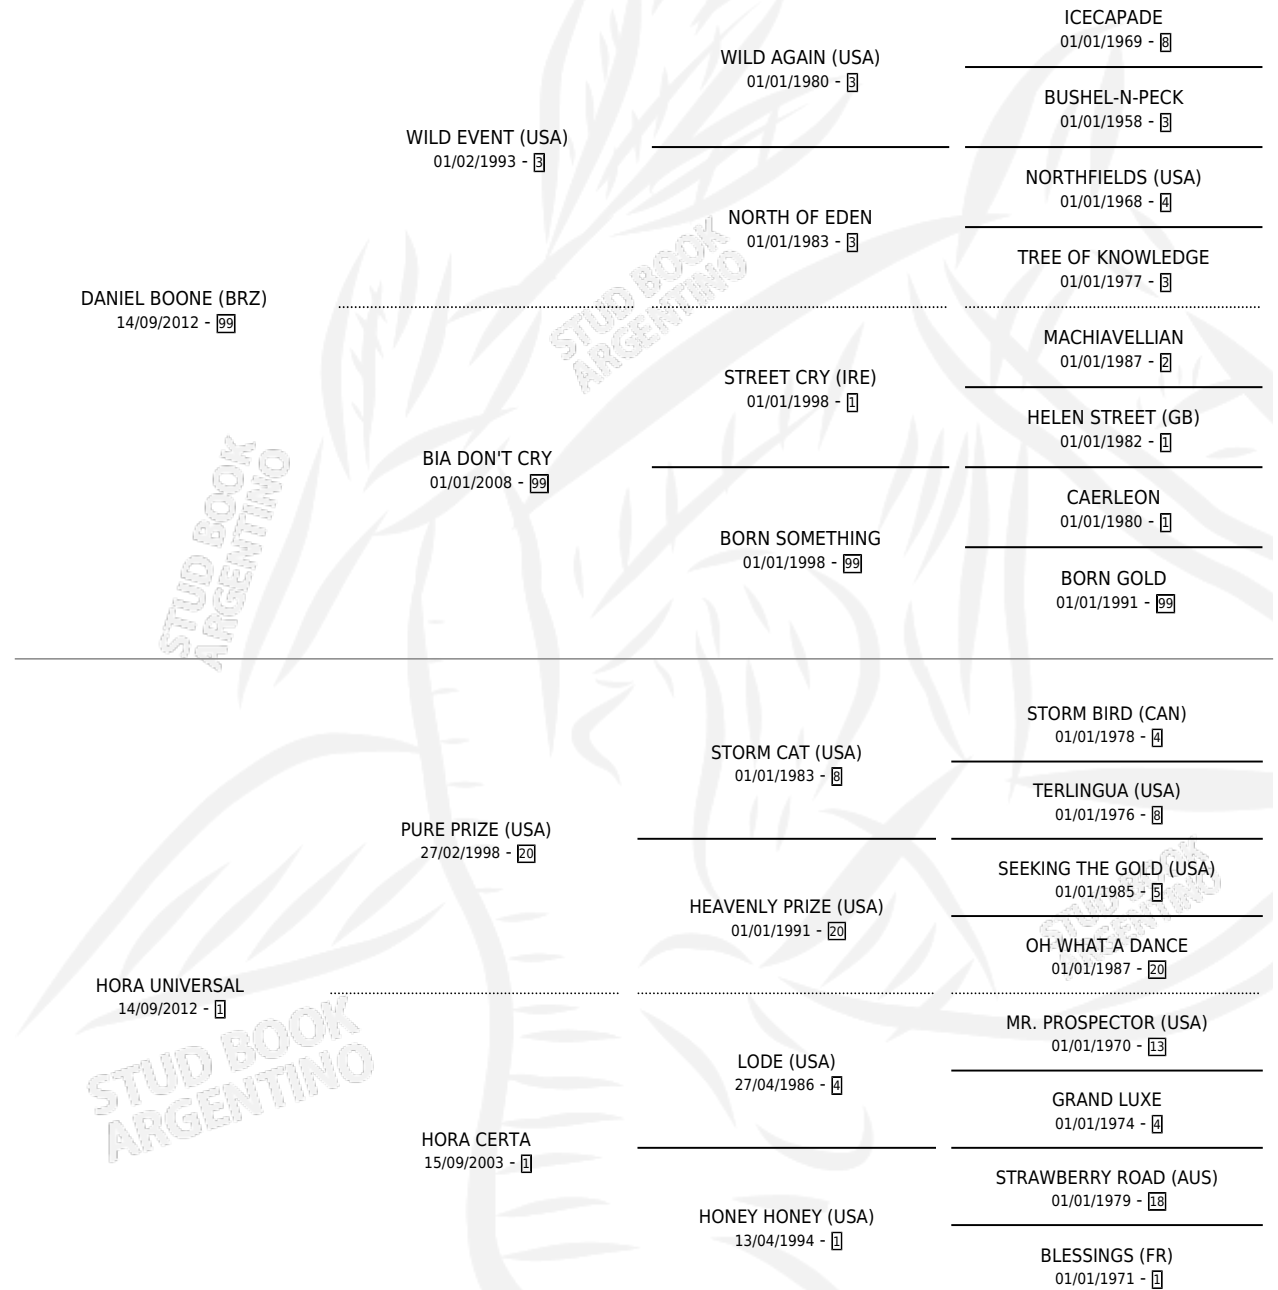 ICECAPADE
01/01/1969 - 8
WILD AGAIN (USA)
01/01/1980 - 3
BUSHEL-N-PECK
01/01/1958 - 3
WILD EVENT (USA)
01/02/1993 - 3
NORTHFIELDS (USA)
01/01/1968 - 4
NORTH OF EDEN
01/01/1983 - 3
TREE OF KNOWLEDGE
01/01/1977 - 3
DANIEL BOONE (BRZ)
14/09/2012 - 99
STUD BOOK
ARGENTINO
MACHIAVELLIAN
01/01/1987 - 2
STREET CRY (IRE)
01/01/1998 - 1
HELEN STREET (GB)
01/01/1982 - 1
BIA DON'T CRY
01/01/2008 - 99
CAERLEON
01/01/1980 - 1
BORN SOMETHING
01/01/1998 - 99
BORN GOLD
01/01/1991 - 99
STUD BOOK
ARGENTINO
STORM BIRD (CAN)
01/01/1978 - 4
STORM CAT (USA)
01/01/1983 - 8
TERLINGUA (USA)
01/01/1976 - 8
PURE PRIZE (USA)
27/02/1998 - 20
SEEKING THE GOLD (USA)
01/01/1985 - 5
HEAVENLY PRIZE (USA)
01/01/1991 - 20
OH WHAT A DANCE
01/01/1987 - 20
STUD BOOK
ARGENTINO
HORA UNIVERSAL
14/09/2012 - 1
MR. PROSPECTOR (USA)
01/01/1970 - 13
LODE (USA)
27/04/1986 - 4
GRAND LUXE
01/01/1974 - 4
STUD BOOK
ARGENTINO
HORA CERTA
15/09/2003 - 1
STRAWBERRY ROAD (AUS)
01/01/1979 - 18
HONEY HONEY (USA)
13/04/1994 - 1
BLESSINGS (FR)
01/01/1971 - 1